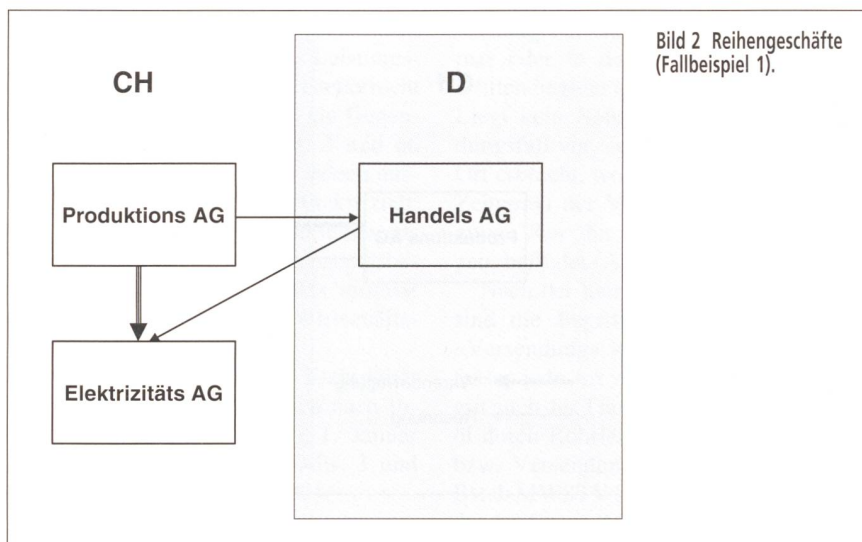 Bild 2 Reihengeschäfte
(Fallbeispiel 1).
CH
D
Produktions AG
Handels AG
Elektrizitäts AG